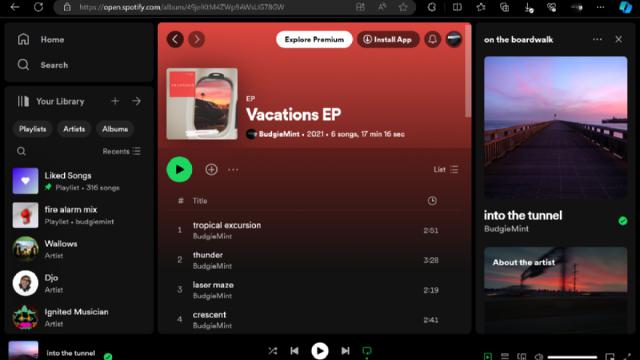 https://open.spotify.com/album/49jeIKtM4ZWp9AWsUG78GW
Home
Search
Your Library
Playlists
Artists
Albums
Recents
Liked Songs
Playlist • 316 songs
fire alarm mix
Playlist • budgiemint
Wallows
Artist
Djo
Artist
Ignited Musician
Artist
Into the tunnel
Explore Premium
Install App
EP
Vacations EP
BudgieMint • 2021 • 6 songs, 17 min 16 sec
List
# Title
1 tropical excursion 2:51
BudgieMint
2 thunder 3:28
BudgieMint
3 laser maze 2:19
BudgieMint
4 crescent 2:41
BudgieMint
on the boardwalk
into the tunnel
BudgieMint
About the artist